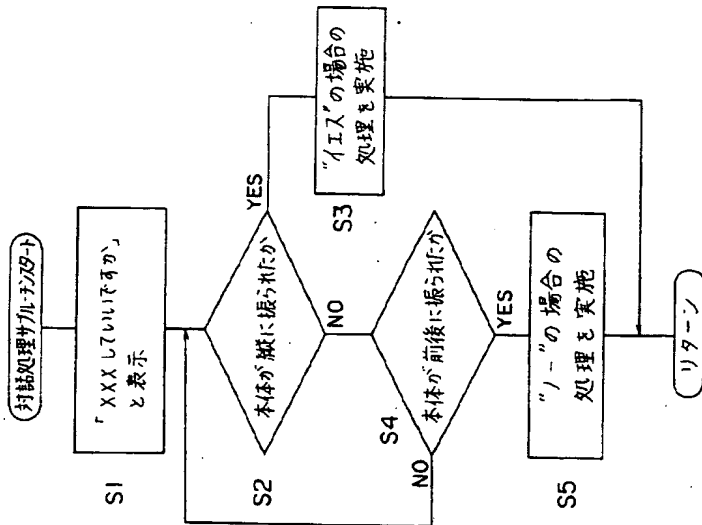 対話処理サブルーチンスタート
「XXXしていいですか」
と表示
S1
本体が縦に振られたか
S2
YES
NO
"イエス"の場合の
処理を実施
S3
本体が前後に振られたか
S4
YES
NO
"ノー"の場合の
処理を実施
S5
リターン